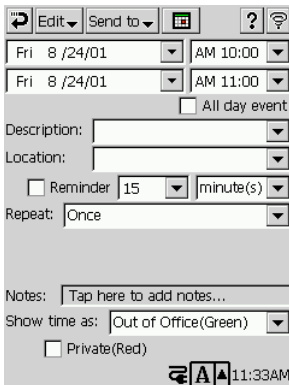 Edit Send to ?
Fri 8 /24/01 AM 10:00
Fri 8 /24/01 AM 11:00
All day event
Description:
Location:
Reminder 15 minute(s)
Repeat: Once
Notes: Tap here to add notes...
Show time as: Out of Office(Green)
Private(Red)
A 11:33AM